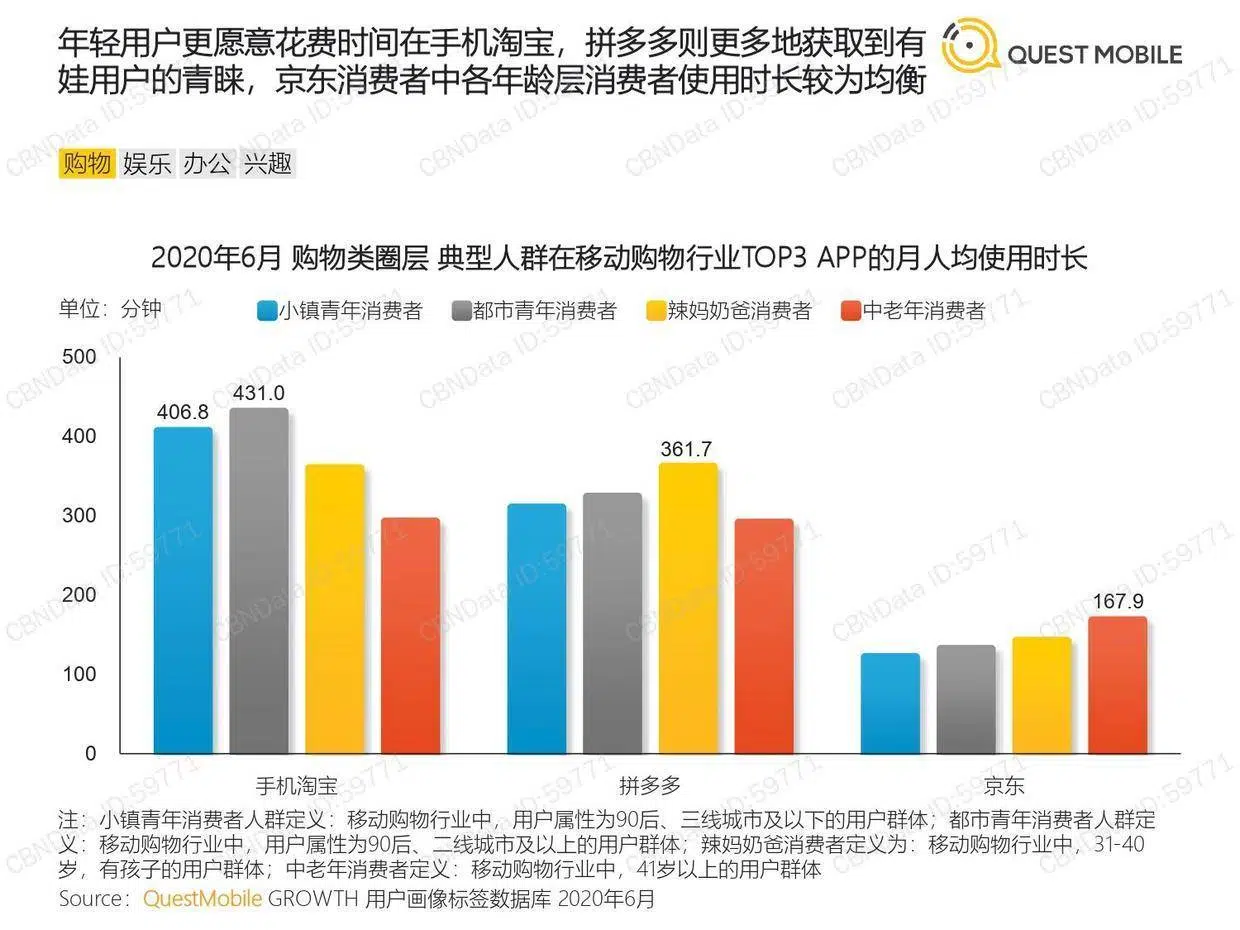 年轻用户更愿意花费时间在手机淘宝，拼多多则更多地获取到有
娃用户的青睐，京东消费者中各年龄层消费者使用时长较为均衡
QUEST MOBILE
购物 娱乐 办公 兴趣
2020年6月 购物类圈层 典型人群在移动购物行业TOP3 APP的月人均使用时长
单位：分钟
小镇青年消费者 都市青年消费者 辣妈奶爸消费者 中老年消费者
500
400
300
200
100
0
406.8
431.0
361.7
167.9
手机淘宝 拼多多 京东
注：小镇青年消费者人群定义：移动购物行业中，用户属性为90后、三线城市及以下的用户群体；都市青年消费者人群定
义：移动购物行业中，用户属性为90后、二线城市及以上的用户群体；辣妈奶爸消费者定义为：移动购物行业中，31-40
岁，有孩子的用户群体；中老年消费者定义：移动购物行业中，41岁以上的用户群体
Source：QuestMobile GROWTH 用户画像标签数据库 2020年6月
CBNData ID:59771